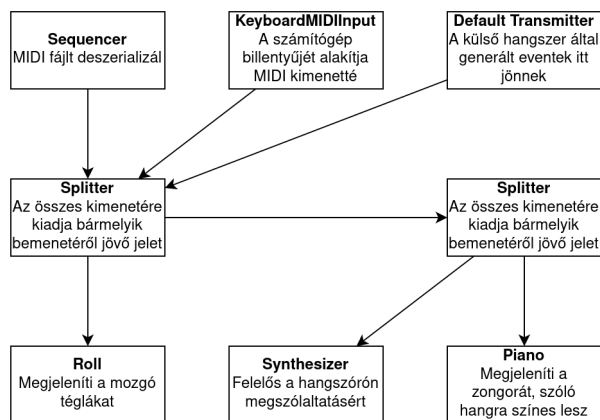 Sequencer
MIDI fájlt deszerializál
KeyboardMIDIInput
A számítógép
billentyűjét alakítja
MIDI kimenetté
Default Transmitter
A külső hangszer által
generált eventek itt
jönnek
Splitter
Az összes kimenetére
kiadja bármelyik
bemenetéről jövő jelet
Splitter
Az összes kimenetére
kiadja bármelyik
bemenetéről jövő jelet
Roll
Megjeleníti a mozgó
téglákat
Synthesizer
Felelős a hangszórón
megszólaltatásért
Piano
Megjeleníti a
zongorát, szóló
hangra színes lesz